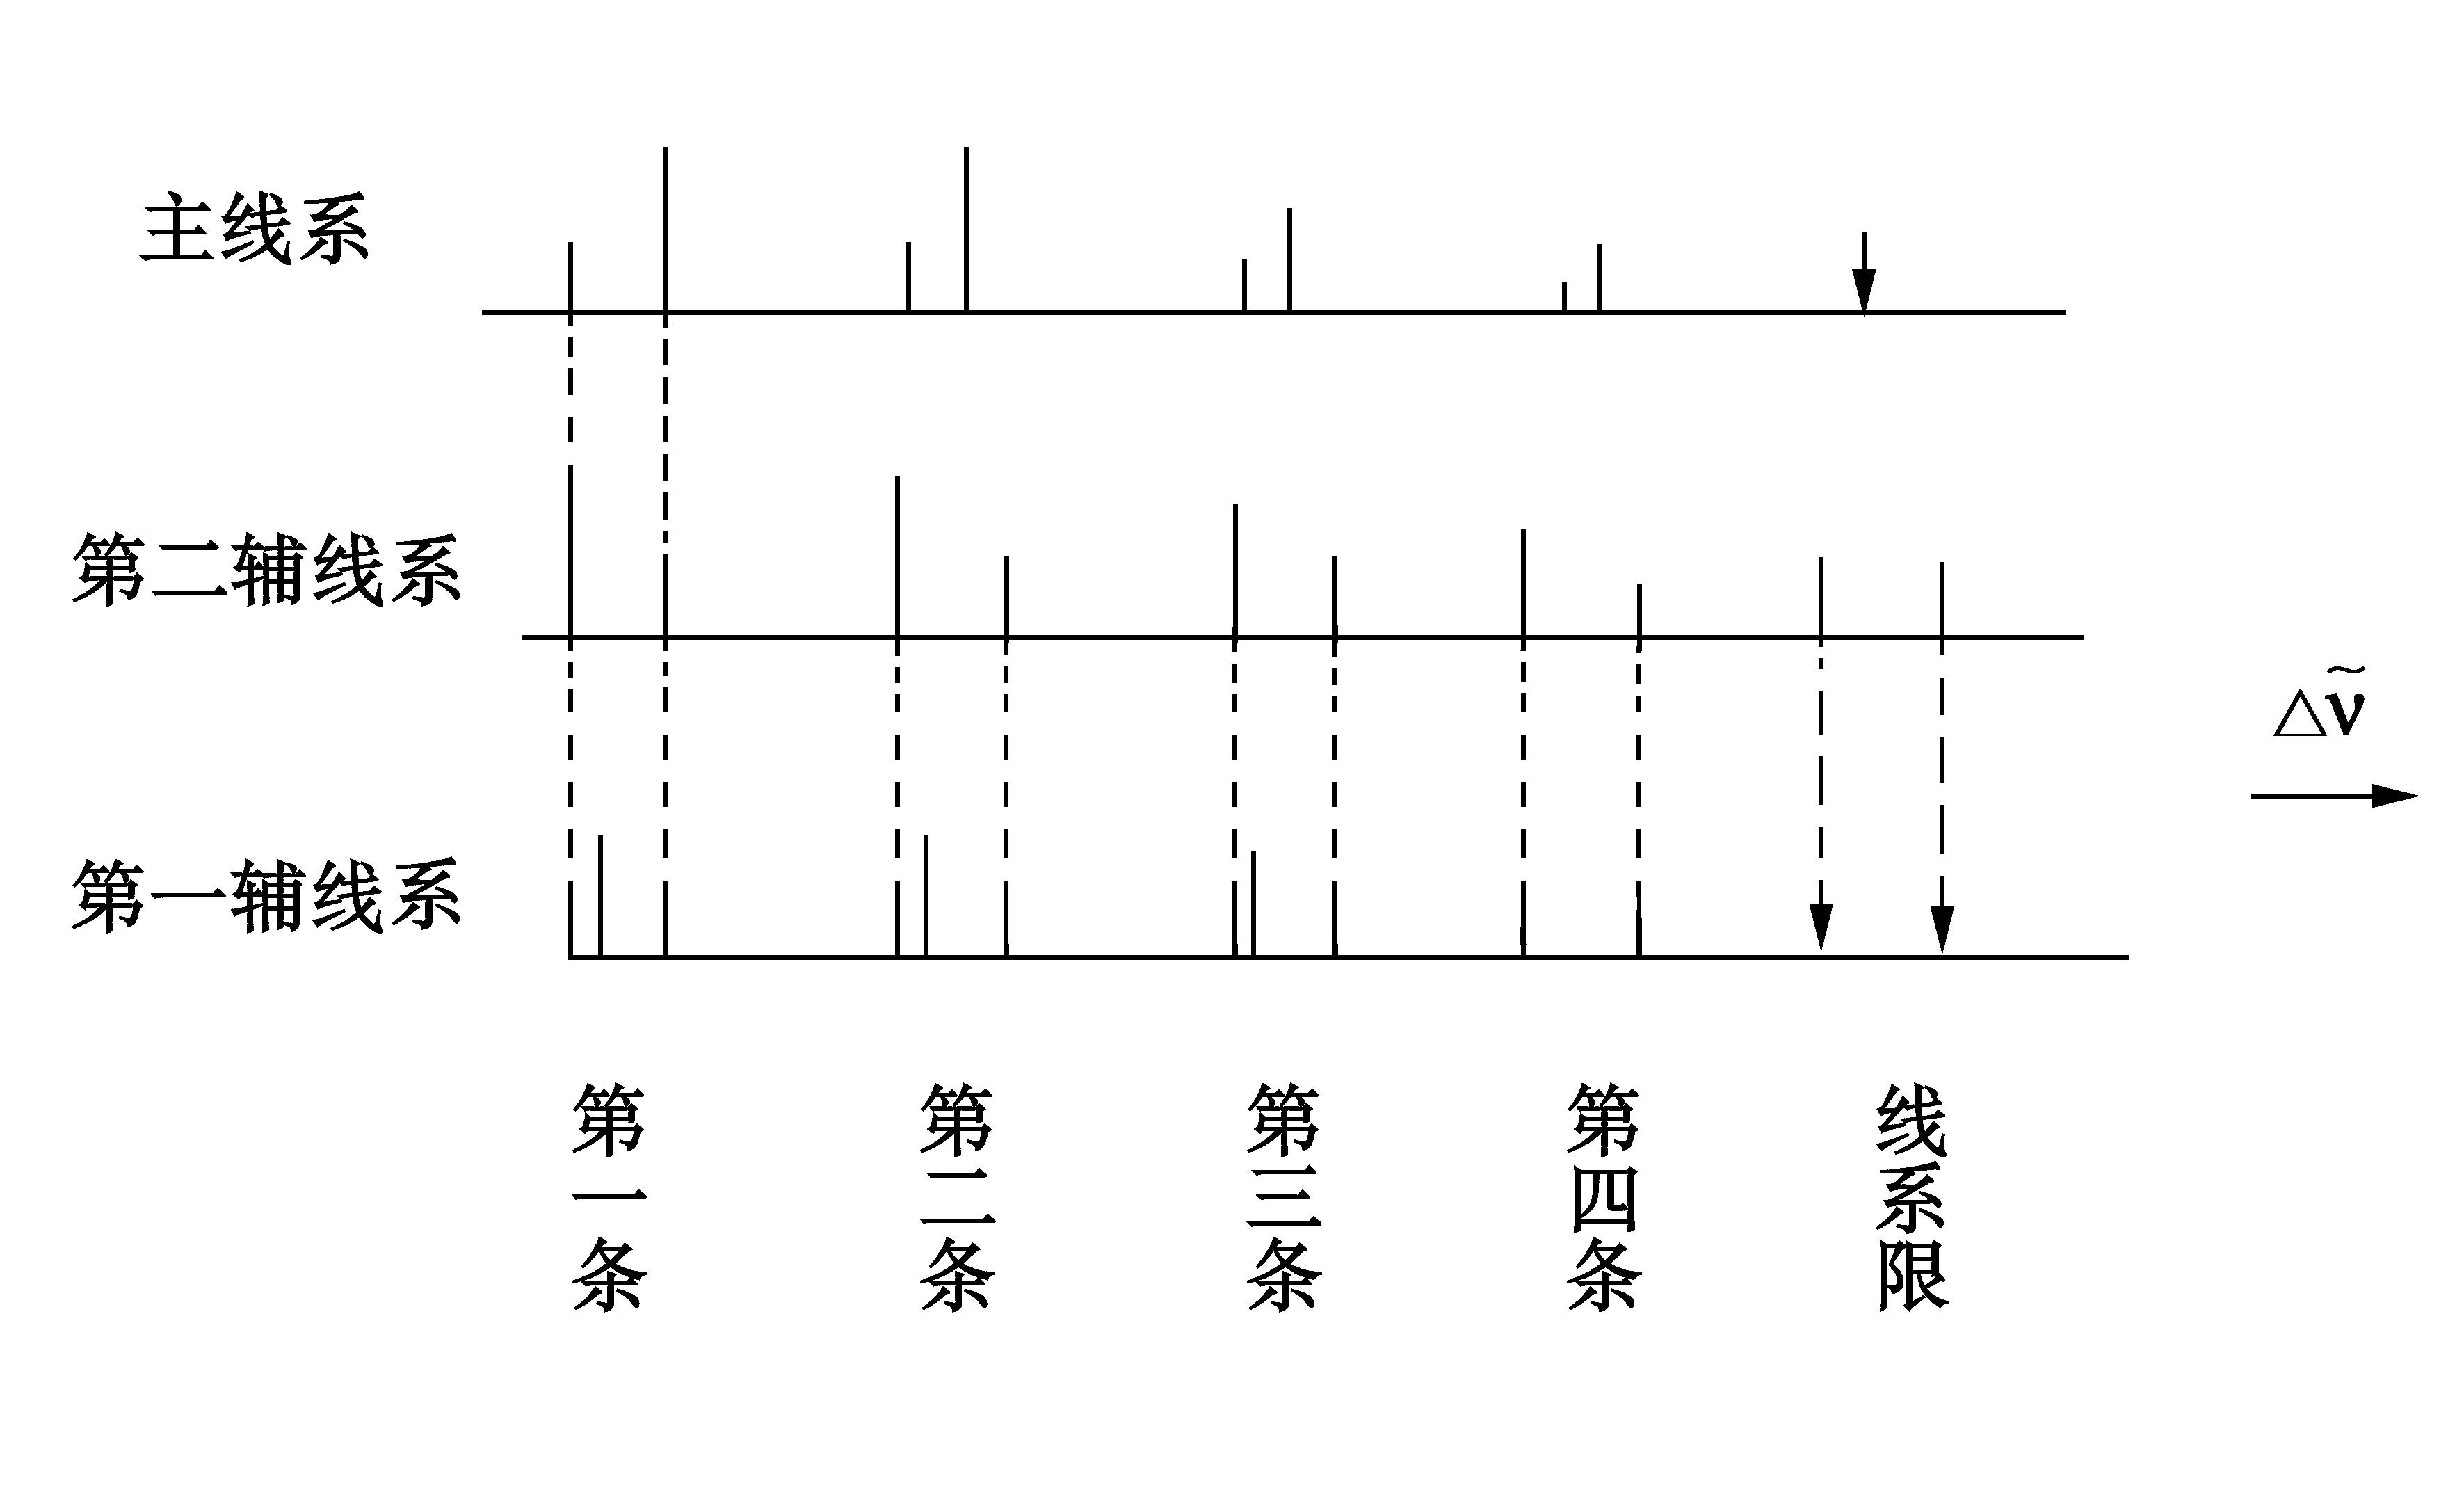 主线系
第二辅线系
△ν̃
第一辅线系
第一条
第二条
第三条
第四条
线系限